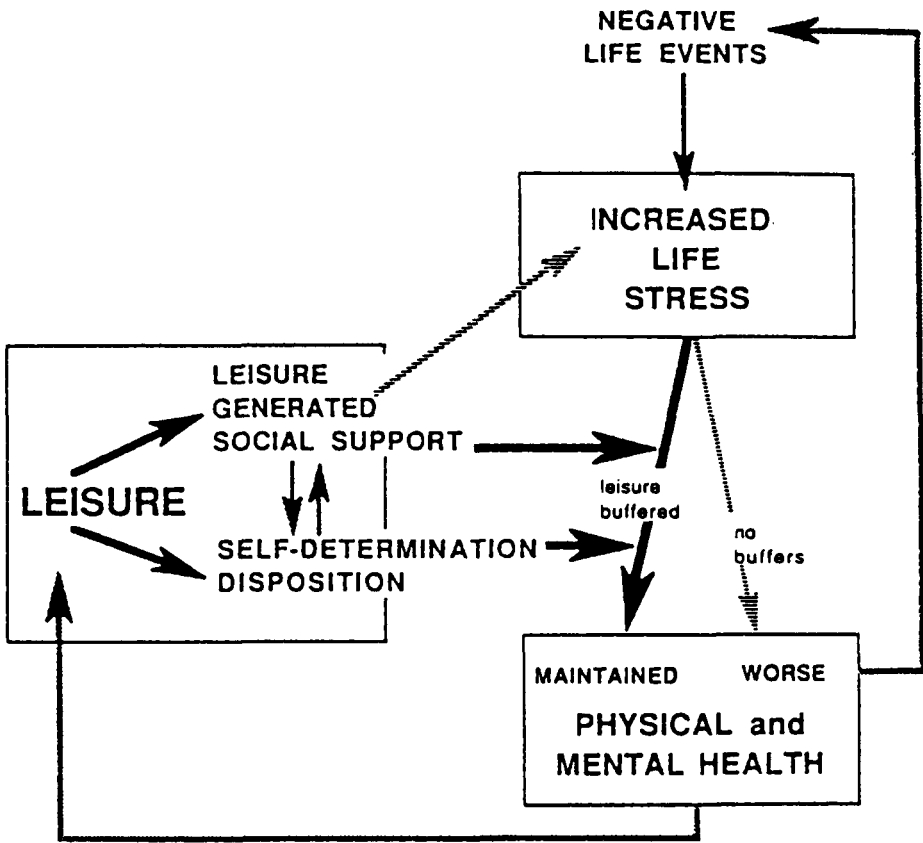 NEGATIVE
LIFE EVENTS
INCREASED
LIFE
STRESS
LEISURE
GENERATED
SOCIAL SUPPORT
LEISURE
SELF-DETERMINATION
DISPOSITION
leisure
buffered
no
buffers
MAINTAINED WORSE
PHYSICAL and
MENTAL HEALTH